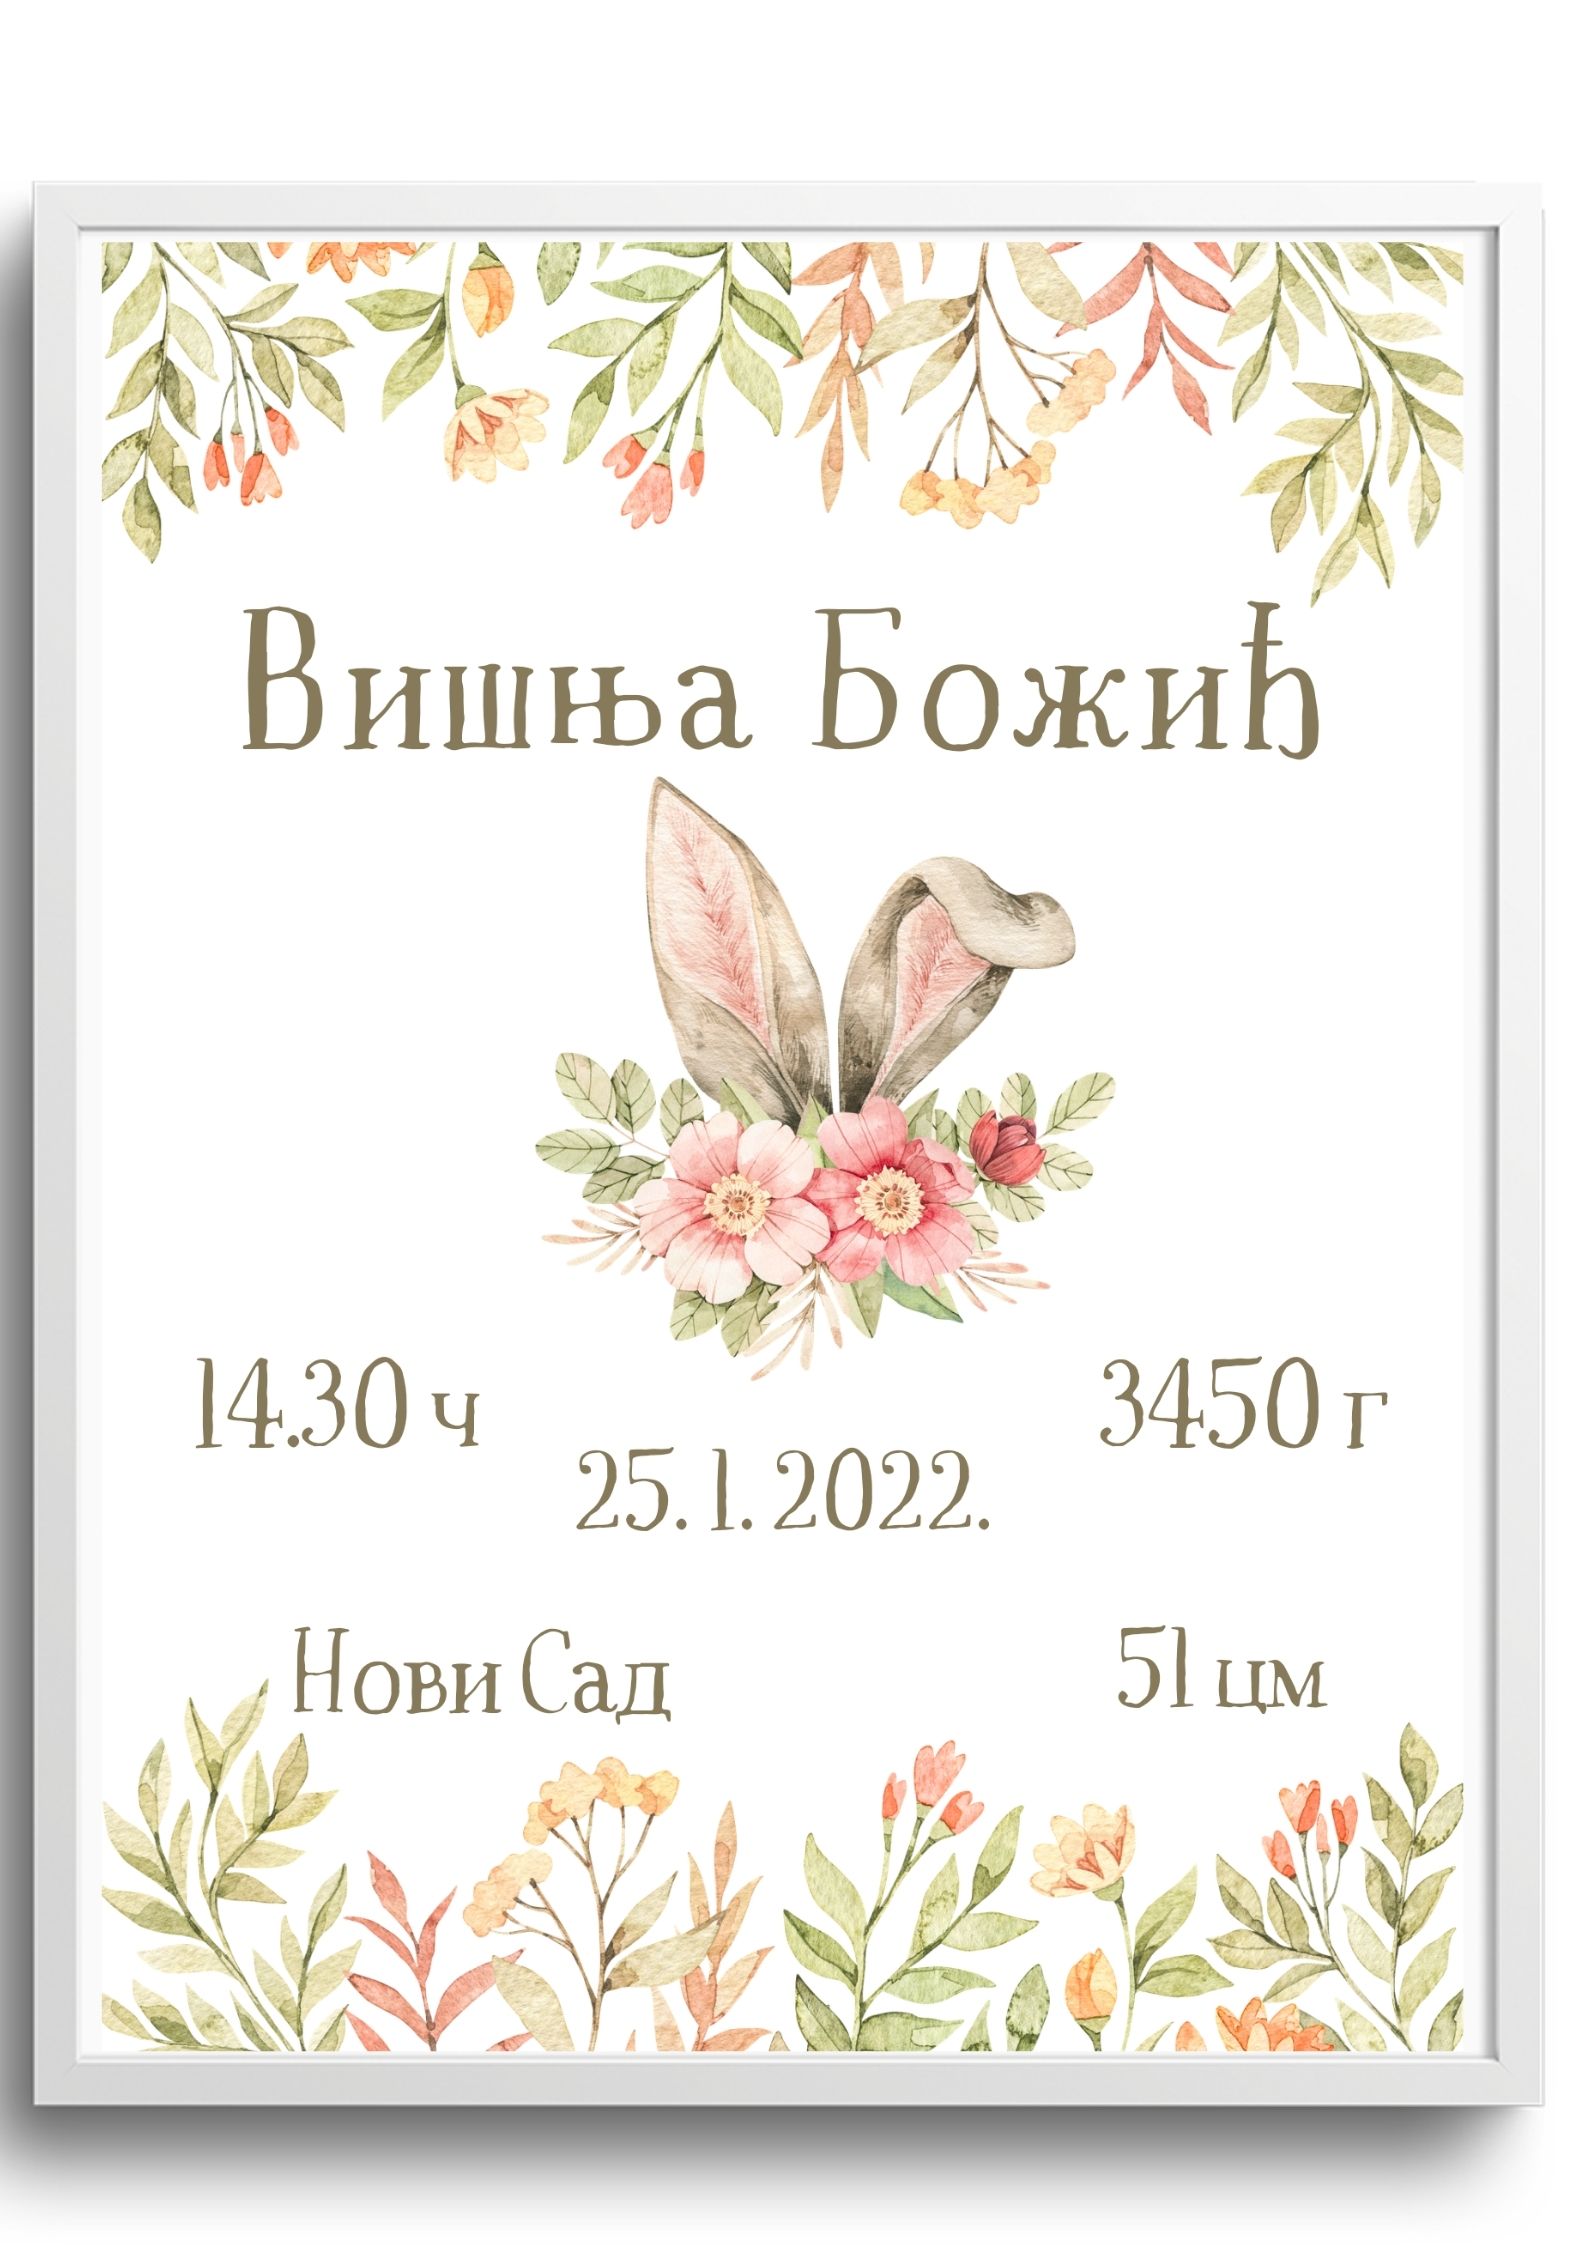 Вишња Божић
14.30 ч
3450 г
25. 1. 2022.
Нови Сад
51 цм